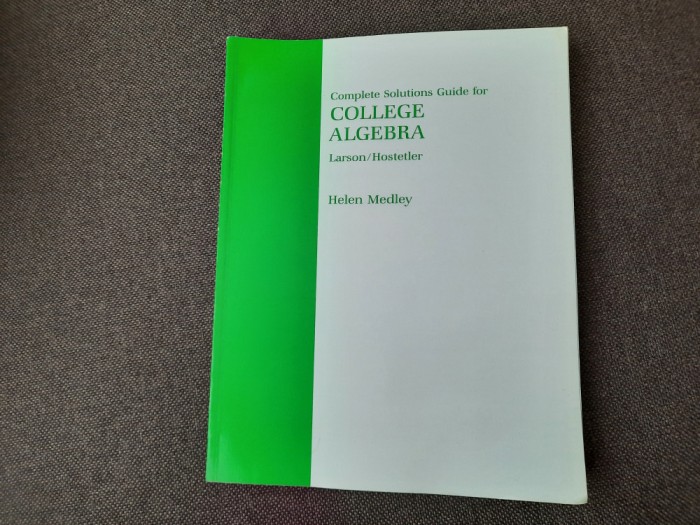 Complete Solutions Guide for
COLLEGE
ALGEBRA
Larson/Hostetler
Helen Medley